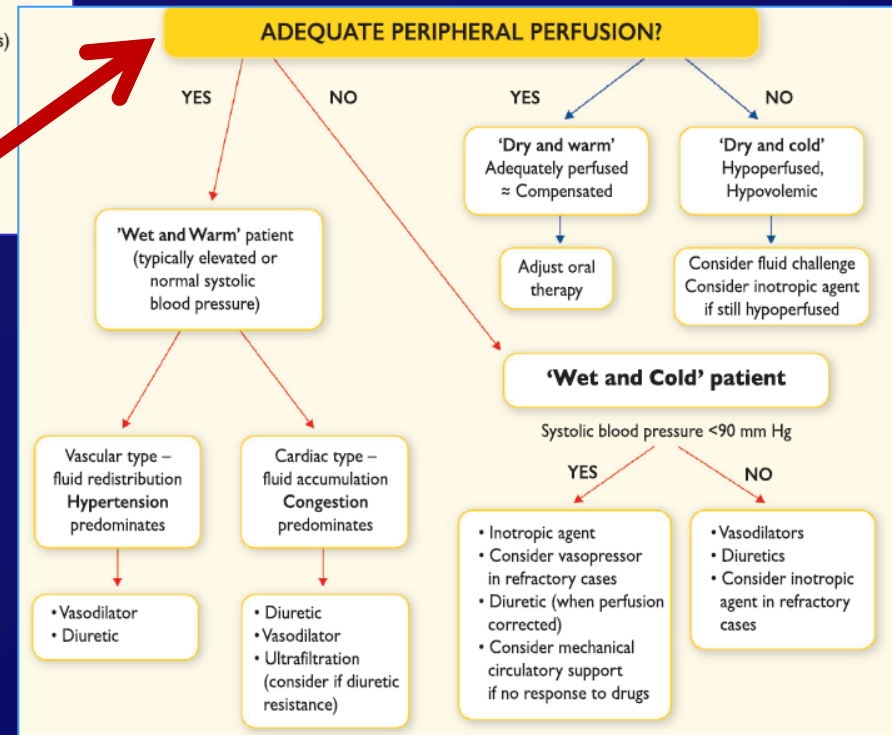 s)
ADEQUATE PERIPHERAL PERFUSION?
YES
NO
YES
NO
'Dry and warm'
Adequately perfused
≈ Compensated
'Dry and cold'
Hypoperfused,
Hypovolemic
'Wet and Warm' patient
(typically elevated or
normal systolic
blood pressure)
Adjust oral
therapy
Consider fluid challenge
Consider inotropic agent
if still hypoperfused
'Wet and Cold' patient
Systolic blood pressure <90 mm Hg
YES
NO
Vascular type –
fluid redistribution
Hypertension
predominates
Cardiac type –
fluid accumulation
Congestion
predominates
• Vasodilator
• Diuretic
• Diuretic
• Vasodilator
• Ultrafiltration
(consider if diuretic
resistance)
• Inotropic agent
• Consider vasopressor
in refractory cases
• Diuretic (when perfusion
corrected)
• Consider mechanical
circulatory support
if no response to drugs
• Vasodilators
• Diuretics
• Consider inotropic
agent in refractory
cases